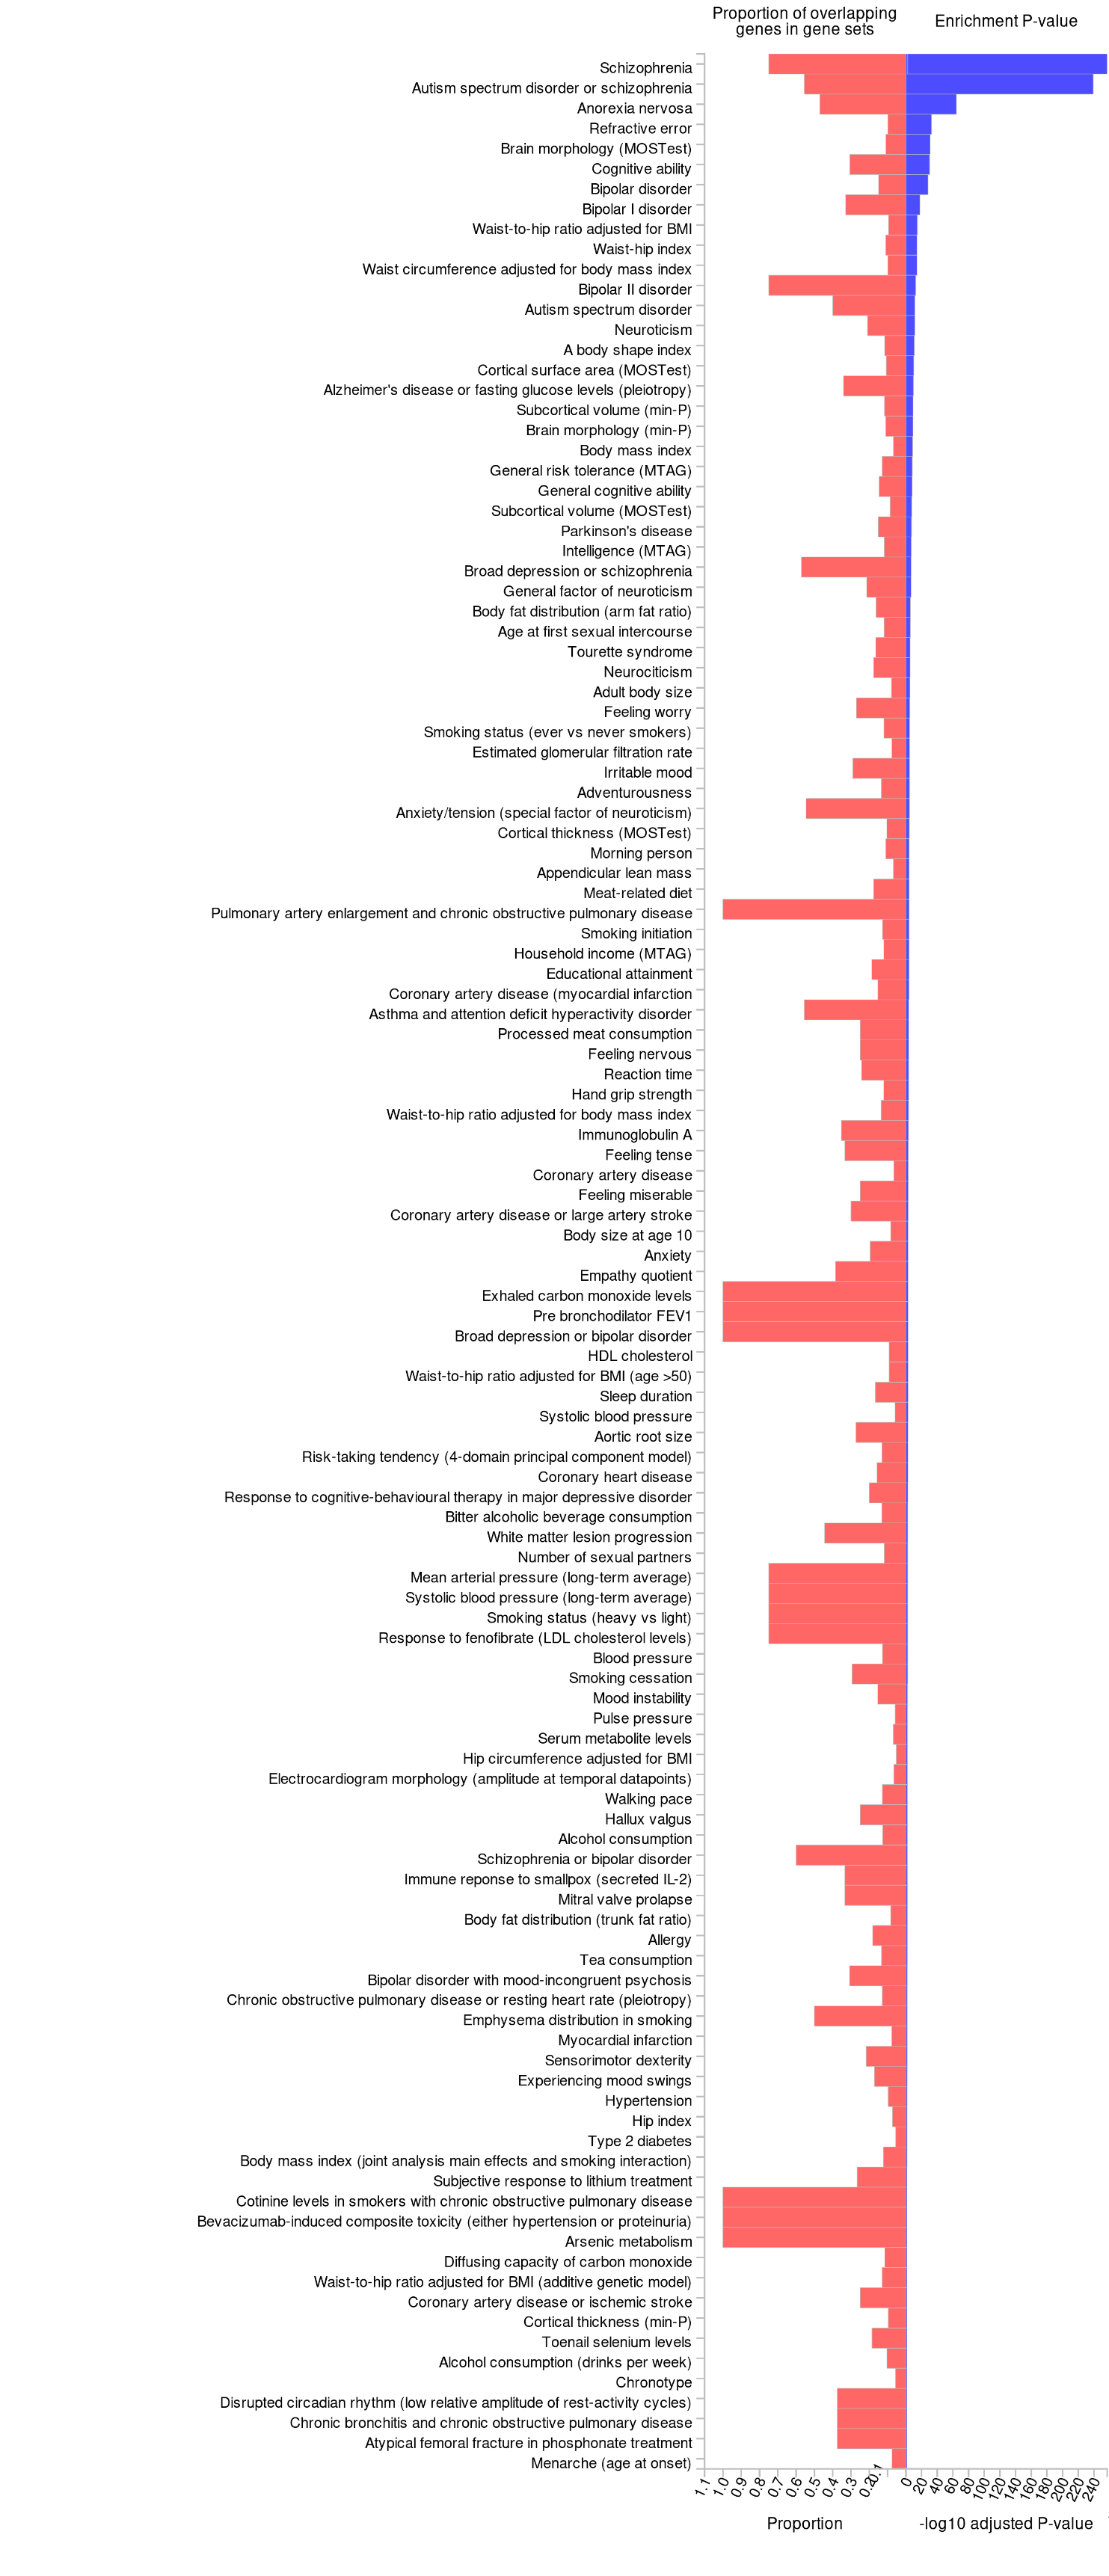 Proportion of overlapping
genes in gene sets
Enrichment P-value
Schizophrenia
Autism spectrum disorder or schizophrenia
Anorexia nervosa
Refractive error
Brain morphology (MOSTest)
Cognitive ability
Bipolar disorder
Bipolar I disorder
Waist-to-hip ratio adjusted for BMI
Waist-hip index
Waist circumference adjusted for body mass index
Bipolar II disorder
Autism spectrum disorder
Neuroticism
A body shape index
Cortical surface area (MOSTest)
Alzheimer's disease or fasting glucose levels (pleiotropy)
Subcortical volume (min-P)
Brain morphology (min-P)
Body mass index
General risk tolerance (MTAG)
General cognitive ability
Subcortical volume (MOSTest)
Parkinson's disease
Intelligence (MTAG)
Broad depression or schizophrenia
General factor of neuroticism
Body fat distribution (arm fat ratio)
Age at first sexual intercourse
Tourette syndrome
Neurociticism
Adult body size
Feeling worry
Smoking status (ever vs never smokers)
Estimated glomerular filtration rate
Irritable mood
Adventurousness
Anxiety/tension (special factor of neuroticism)
Cortical thickness (MOSTest)
Morning person
Appendicular lean mass
Meat-related diet
Pulmonary artery enlargement and chronic obstructive pulmonary disease
Smoking initiation
Household income (MTAG)
Educational attainment
Coronary artery disease (myocardial infarction
Asthma and attention deficit hyperactivity disorder
Processed meat consumption
Feeling nervous
Reaction time
Hand grip strength
Waist-to-hip ratio adjusted for body mass index
Immunoglobulin A
Feeling tense
Coronary artery disease
Feeling miserable
Coronary artery disease or large artery stroke
Body size at age 10
Anxiety
Empathy quotient
Exhaled carbon monoxide levels
Pre bronchodilator FEV1
Broad depression or bipolar disorder
HDL cholesterol
Waist-to-hip ratio adjusted for BMI (age >50)
Sleep duration
Systolic blood pressure
Aortic root size
Risk-taking tendency (4-domain principal component model)
Coronary heart disease
Response to cognitive-behavioural therapy in major depressive disorder
Bitter alcoholic beverage consumption
White matter lesion progression
Number of sexual partners
Mean arterial pressure (long-term average)
Systolic blood pressure (long-term average)
Smoking status (heavy vs light)
Response to fenofibrate (LDL cholesterol levels)
Blood pressure
Smoking cessation
Mood instability
Pulse pressure
Serum metabolite levels
Hip circumference adjusted for BMI
Electrocardiogram morphology (amplitude at temporal datapoints)
Walking pace
Hallux valgus
Alcohol consumption
Schizophrenia or bipolar disorder
Immune reponse to smallpox (secreted IL-2)
Mitral valve prolapse
Body fat distribution (trunk fat ratio)
Allergy
Tea consumption
Bipolar disorder with mood-incongruent psychosis
Chronic obstructive pulmonary disease or resting heart rate (pleiotropy)
Emphysema distribution in smoking
Myocardial infarction
Sensorimotor dexterity
Experiencing mood swings
Hypertension
Hip index
Type 2 diabetes
Body mass index (joint analysis main effects and smoking interaction)
Subjective response to lithium treatment
Cotinine levels in smokers with chronic obstructive pulmonary disease
Bevacizumab-induced composite toxicity (either hypertension or proteinuria)
Arsenic metabolism
Diffusing capacity of carbon monoxide
Waist-to-hip ratio adjusted for BMI (additive genetic model)
Coronary artery disease or ischemic stroke
Cortical thickness (min-P)
Toenail selenium levels
Alcohol consumption (drinks per week)
Chronotype
Disrupted circadian rhythm (low relative amplitude of rest-activity cycles)
Chronic bronchitis and chronic obstructive pulmonary disease
Atypical femoral fracture in phosphonate treatment
Menarche (age at onset)
1.1 1.0 0.9 0.8 0.7 0.6 0.5 0.4 0.3 0.2 0.1 0 20 40 60 80 100 120 140 160 180 200 220 240
Proportion
-log10 adjusted P-value